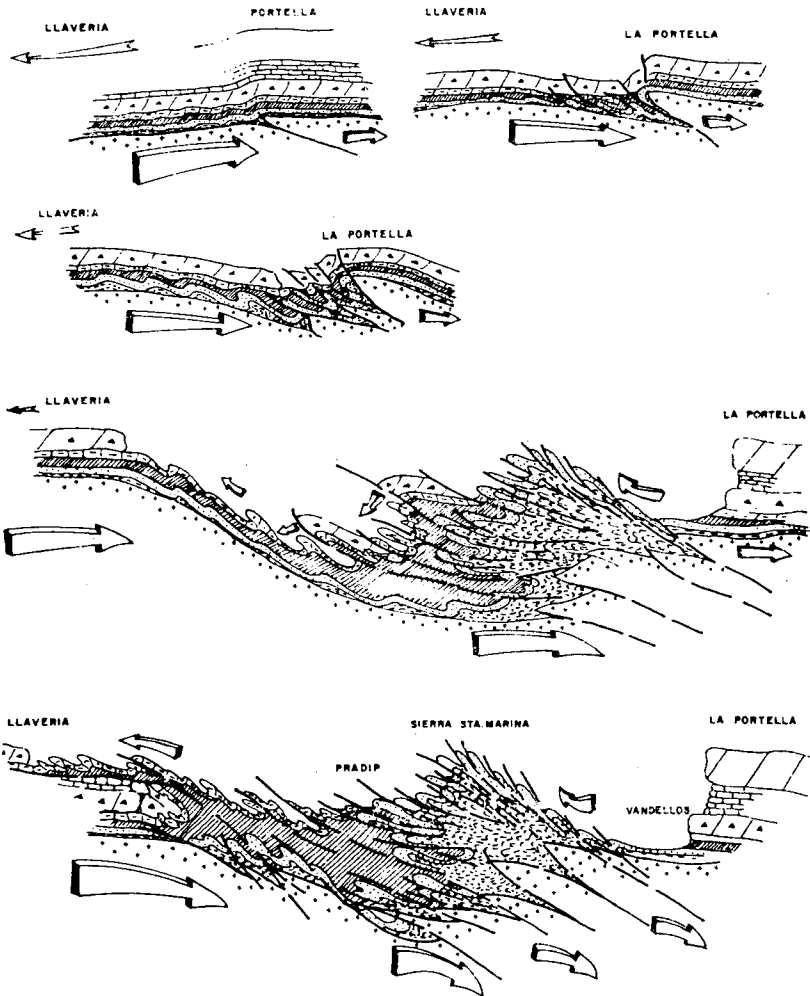 LLAVERIA
PORTELLA
LLAVERIA
LA PORTELLA
LLAVERIA
LA PORTELLA
LLAVERIA
LA PORTELLA
LLAVERIA
SIERRA STA. MARINA
LA PORTELLA
PRADIP
VANDELLOS